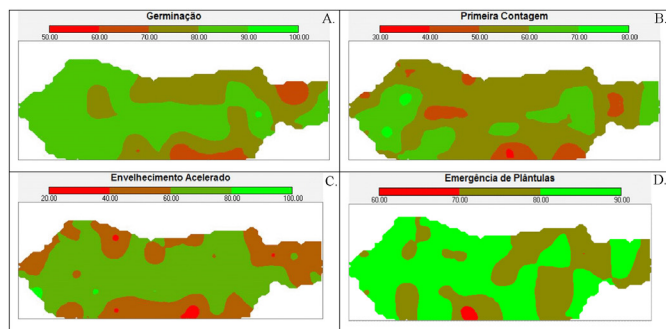 Germinação
A.
50.00 60.00 70.00 80.00 90.00 100.00
Primeira Contagem
B.
30.00 40.00 50.00 60.00 70.00 80.00
Envelhecimento Acelerado
C.
20.00 40.00 60.00 80.00 100.00
Emergência de Plântulas
D.
60.00 70.00 80.00 90.00